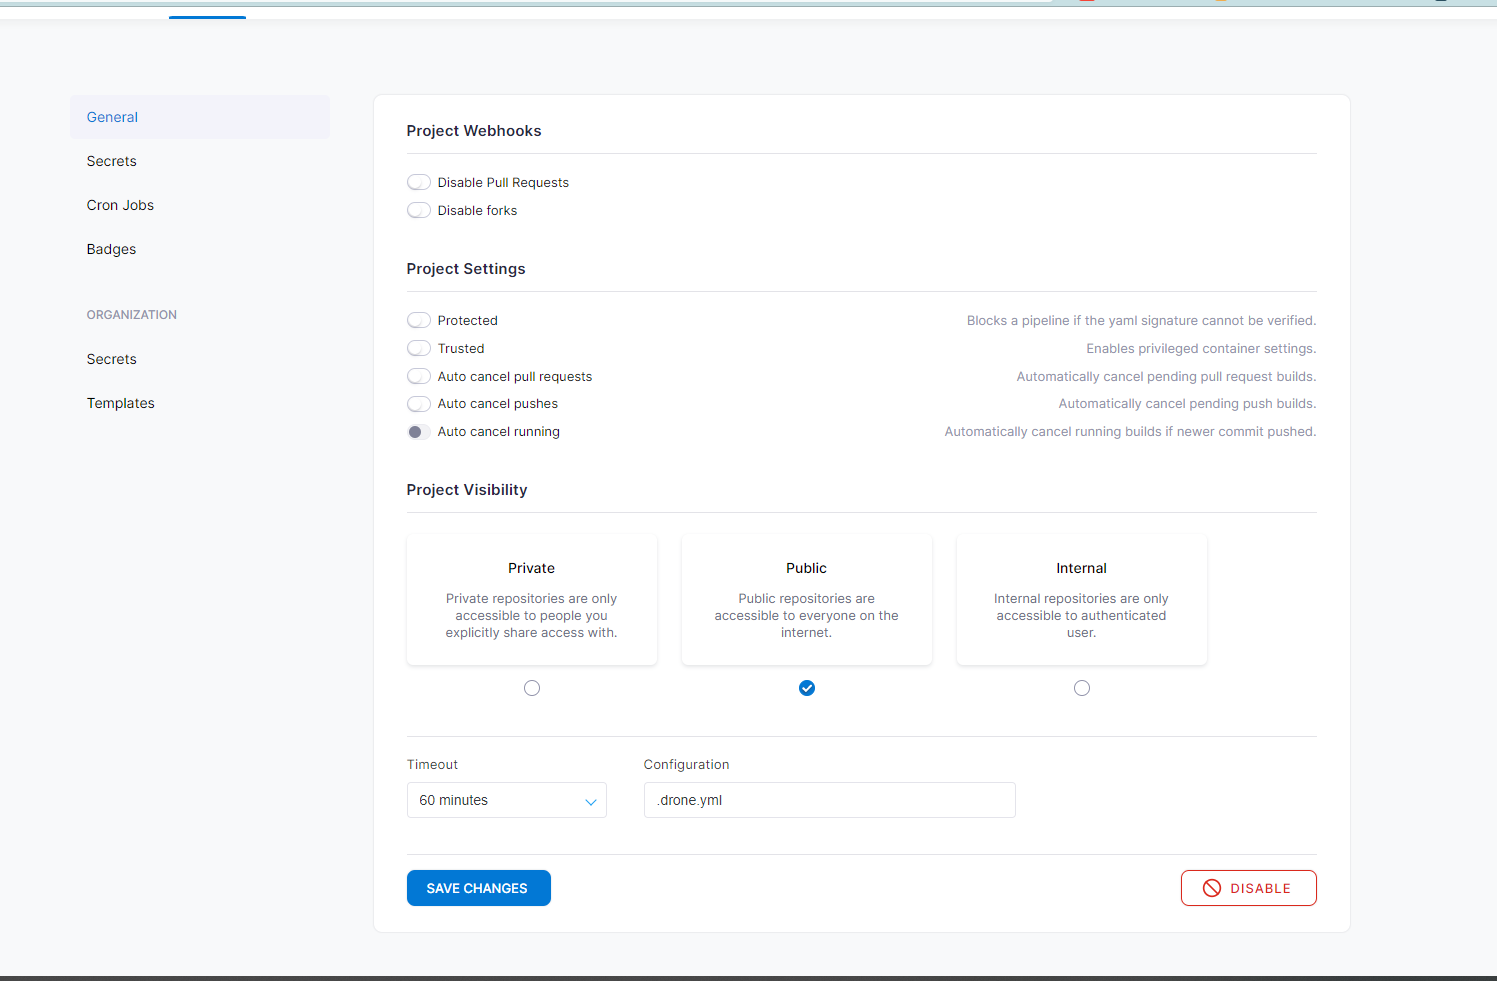 General
Secrets
Cron Jobs
Badges
ORGANIZATION
Secrets
Templates
Project Webhooks
Disable Pull Requests
Disable forks
Project Settings
Protected
Blocks a pipeline if the yaml signature cannot be verified.
Trusted
Enables privileged container settings.
Auto cancel pull requests
Automatically cancel pending pull request builds.
Auto cancel pushes
Automatically cancel pending push builds.
Auto cancel running
Automatically cancel running builds if newer commit pushed.
Project Visibility
Private
Private repositories are only
accessible to people you
explicitly share access with.
Public
Public repositories are
accessible to everyone on the
internet.
Internal
Internal repositories are only
accessible to authenticated
user.
Timeout
60 minutes
Configuration
.drone.yml
SAVE CHANGES
DISABLE